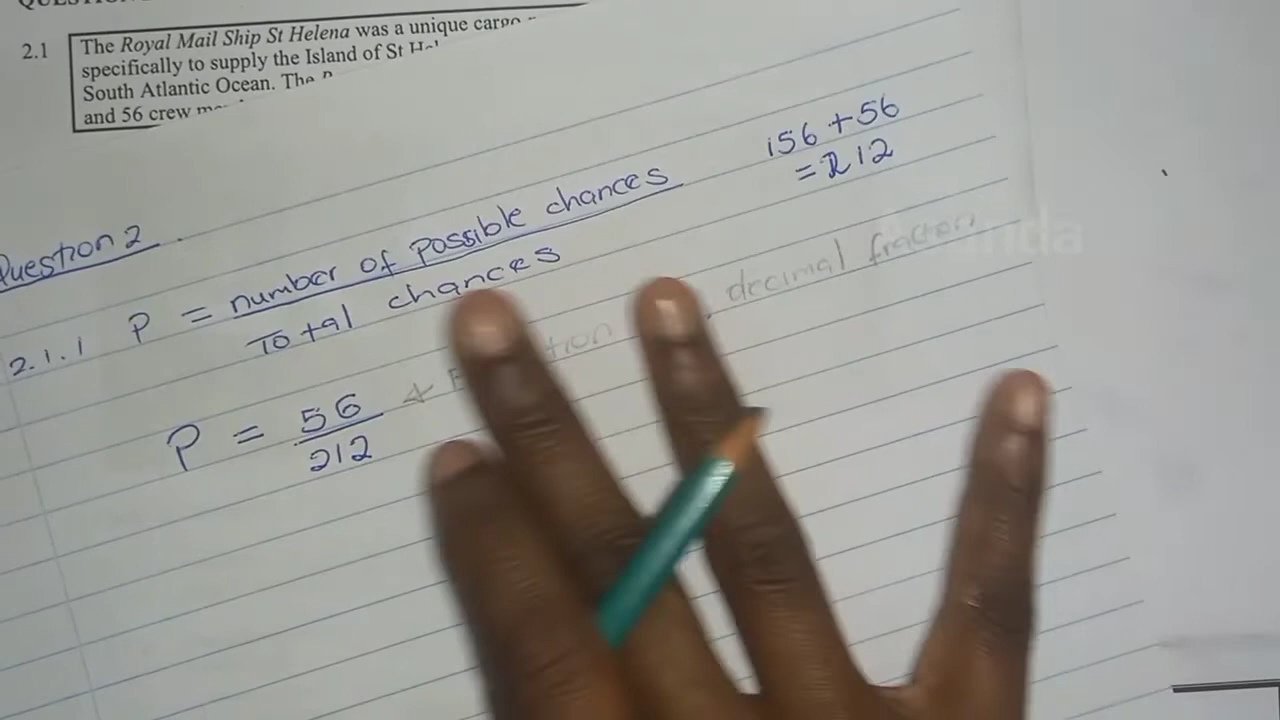 2.1 The Royal Mail Ship St Helena was a unique cargo
specifically to supply the Island of St
South Atlantic Ocean. The
and 56 crew
156 + 56
= 212
Question 2
2.1.1 P = number of possible chances
Total chances
decimal fraction
P = 56
212